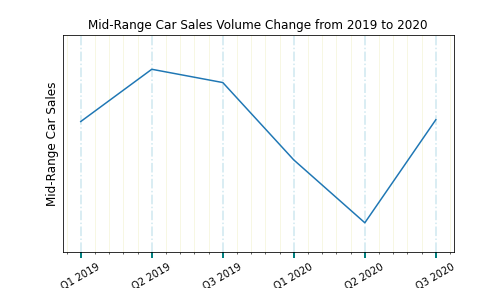 Mid-Range Car Sales Volume Change from 2019 to 2020
Mid-Range Car Sales
Q1 2019
Q2 2019
Q3 2019
Q1 2020
Q2 2020
Q3 2020